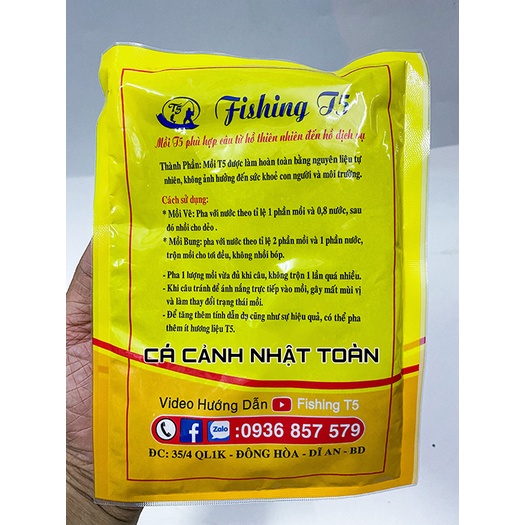 T5
Fishing T5
Mồi T5 phù hợp câu từ hồ thiên nhiên đến hồ dịch vụ
Thành Phần: Mồi T5 được làm hoàn toàn bằng nguyên liệu tự
nhiên, không ảnh hưởng đến sức khoẻ con người và môi trường.
Cách sử dụng:
* Mồi Vê: Pha với nước theo tỉ lệ 1 phần mồi và 0,8 nước, sau
đó nhồi cho dẻo .
* Mồi Bung: pha với nước theo tỉ lệ 2 phần mồi và 1 phần nước,
trộn mồi cho tơi đều, không nhồi bóp.
- Pha 1 lượng mồi vừa đủ khi câu, không trộn 1 lần quá nhiều.
- Khi câu tránh để ánh nắng trực tiếp vào mồi, gây mất mùi vị
và làm thay đổi trạng thái mồi.
- Để tăng thêm tính dẫn dụ cũng như sự hiệu quả, có thể pha
thêm ít hương liệu T5.
CÁ CẢNH NHẬT TOÀN
Video Hướng Dẫn Fishing T5
Zalo :0936 857 579
ĐC: 35/4 QL1K - ĐÔNG HÒA - DĨ AN - BD